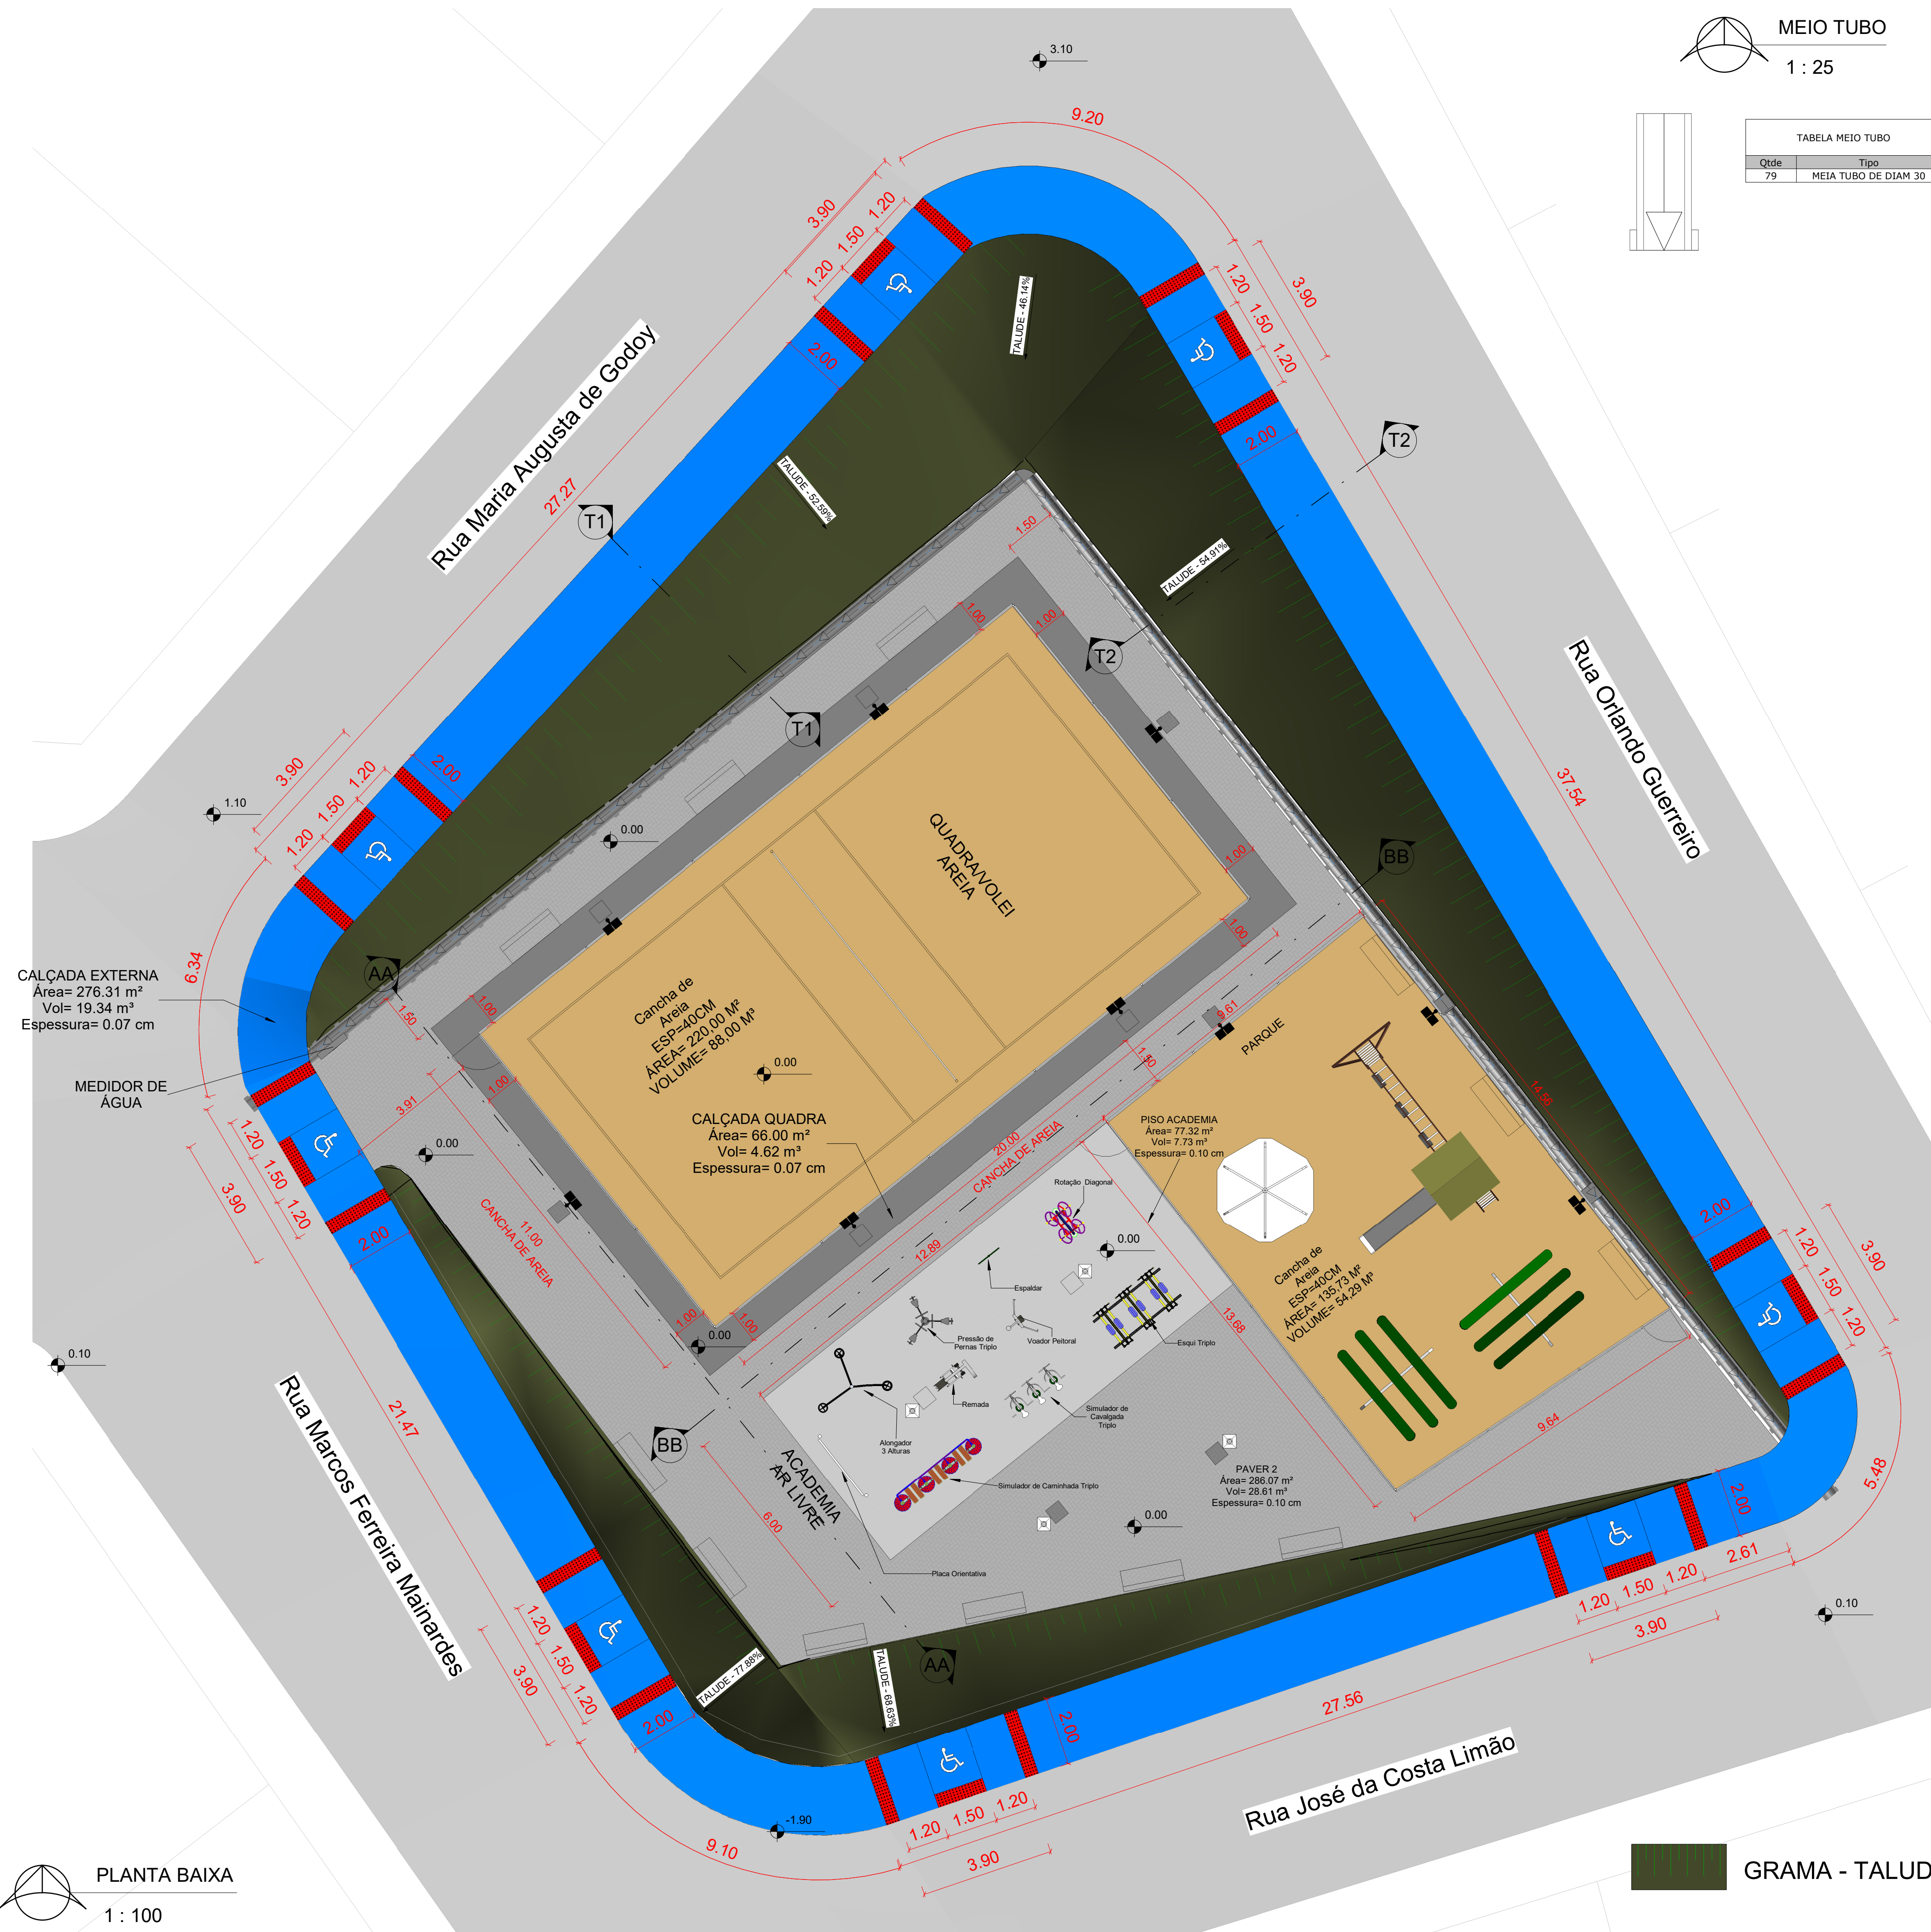 MEIO TUBO
1 : 25
TABELA MEIO TUBO
Qtde Tipo
79 MEIA TUBO DE DIAM 30
3.10
9.20
3.90
1.20
1.50
1.20
2.00
3.90
1.20
1.50
1.20
2.00
TALUDE - 46.14%
Rua Maria Augusta de Godoy
27.27
TALUDE - 52.59%
T1
T1
T2
T2
TALUDE - 54.91%
1.50
1.00
1.00
Rua Orlando Guerreiro
37.54
3.90
1.20
1.50
1.20
2.00
1.10
0.00
QUADRA/VOLEI
AREIA
1.00
1.00
BB
6.34
AA
1.50
1.00
1.00
CALÇADA EXTERNA
Área= 276.31 m²
Vol= 19.34 m³
Espessura= 0.07 cm
MEDIDOR DE
ÁGUA
Cancha de
Areia
ESP=40CM
ÁREA= 220,00 M²
VOLUME= 88,00 M³
0.00
CALÇADA QUADRA
Área= 66.00 m²
Vol= 4.62 m³
Espessura= 0.07 cm
9.61
1.50
PARQUE
14.56
3.91
0.00
11.00
CANCHA DE AREIA
20.00
CANCHA DE AREIA
12.89
PISO ACADEMIA
Área= 77.32 m²
Vol= 7.73 m³
Espessura= 0.10 cm
Rotação Diagonal
0.00
Espaldar
Pressão de
Pernas Triplo
Voador Peitoral
Esqui Triplo
13.68
Cancha de
Areia
ESP=40CM
ÁREA= 135,73 M²
VOLUME= 54,29 M³
1.20
1.50
1.20
3.90
2.00
2.00
1.20
1.50
1.20
3.90
1.00
1.00
0.00
0.10
Remada
Alongador
3 Alturas
Simulador de
Cavalgada
Triplo
Simulador de Caminhada Triplo
9.64
5.48
BB
ACADEMIA
AR LIVRE
6.00
PAVER 2
Área= 286.07 m²
Vol= 28.61 m³
Espessura= 0.10 cm
0.00
Placa Orientativa
21.47
Rua Marcos Ferreira Mainardes
2.00
2.61
1.20
1.50
1.20
3.90
0.10
1.20
1.50
1.20
3.90
2.00
TALUDE - 77.88%
TALUDE - 68.63%
AA
2.00
27.56
Rua José da Costa Limão
-1.90
9.10
1.20
1.50
1.20
3.90
PLANTA BAIXA
1 : 100
GRAMA - TALUD